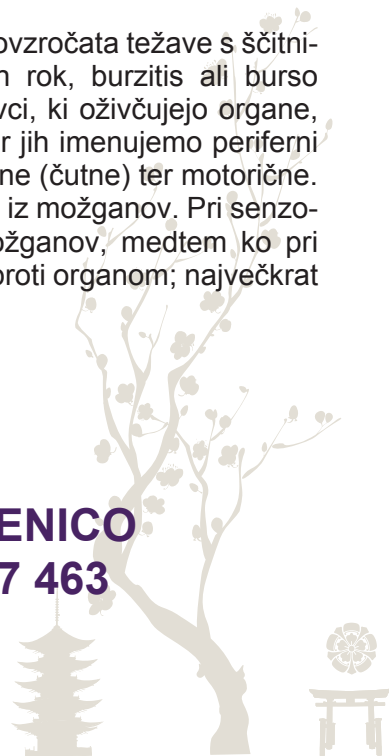 ovzročata težave s ščitni-
n rok, burzitis ali burso
vci, ki oživčujejo organe,
r jih imenujemo periferni
ne (čutne) ter motorične.
iz možganov. Pri senzo-
ožganov, medtem ko pri
proti organom; največkrat
ENICO
7 463